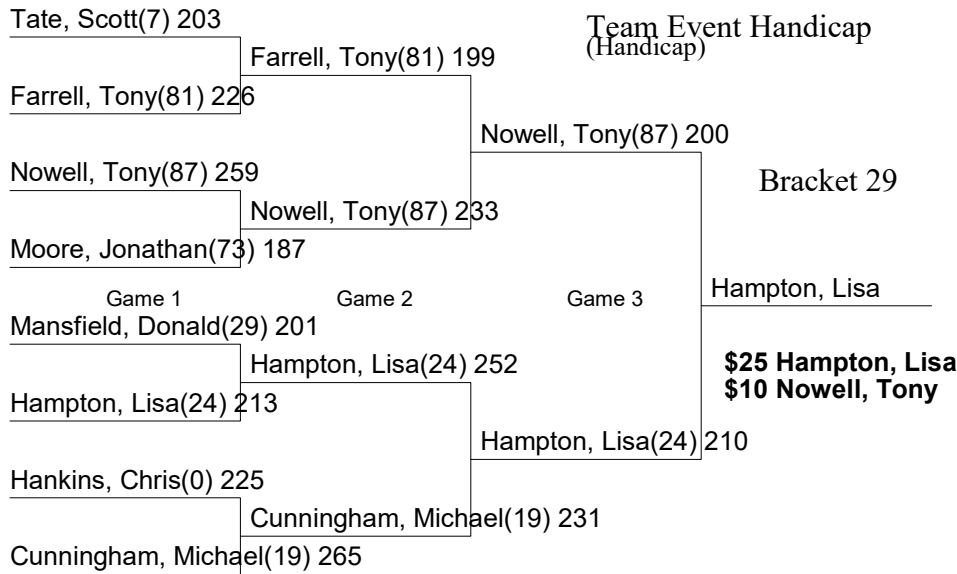 Tate, Scott(7) 203
Team Event Handicap
(Handicap)
Farrell, Tony(81) 199
Farrell, Tony(81) 226
Nowell, Tony(87) 200
Nowell, Tony(87) 259
Bracket 29
Nowell, Tony(87) 233
Moore, Jonathan(73) 187
Game 1
Game 2
Game 3
Hampton, Lisa
Mansfield, Donald(29) 201
Hampton, Lisa(24) 252
$25 Hampton, Lisa
$10 Nowell, Tony
Hampton, Lisa(24) 213
Hampton, Lisa(24) 210
Hankins, Chris(0) 225
Cunningham, Michael(19) 231
Cunningham, Michael(19) 265